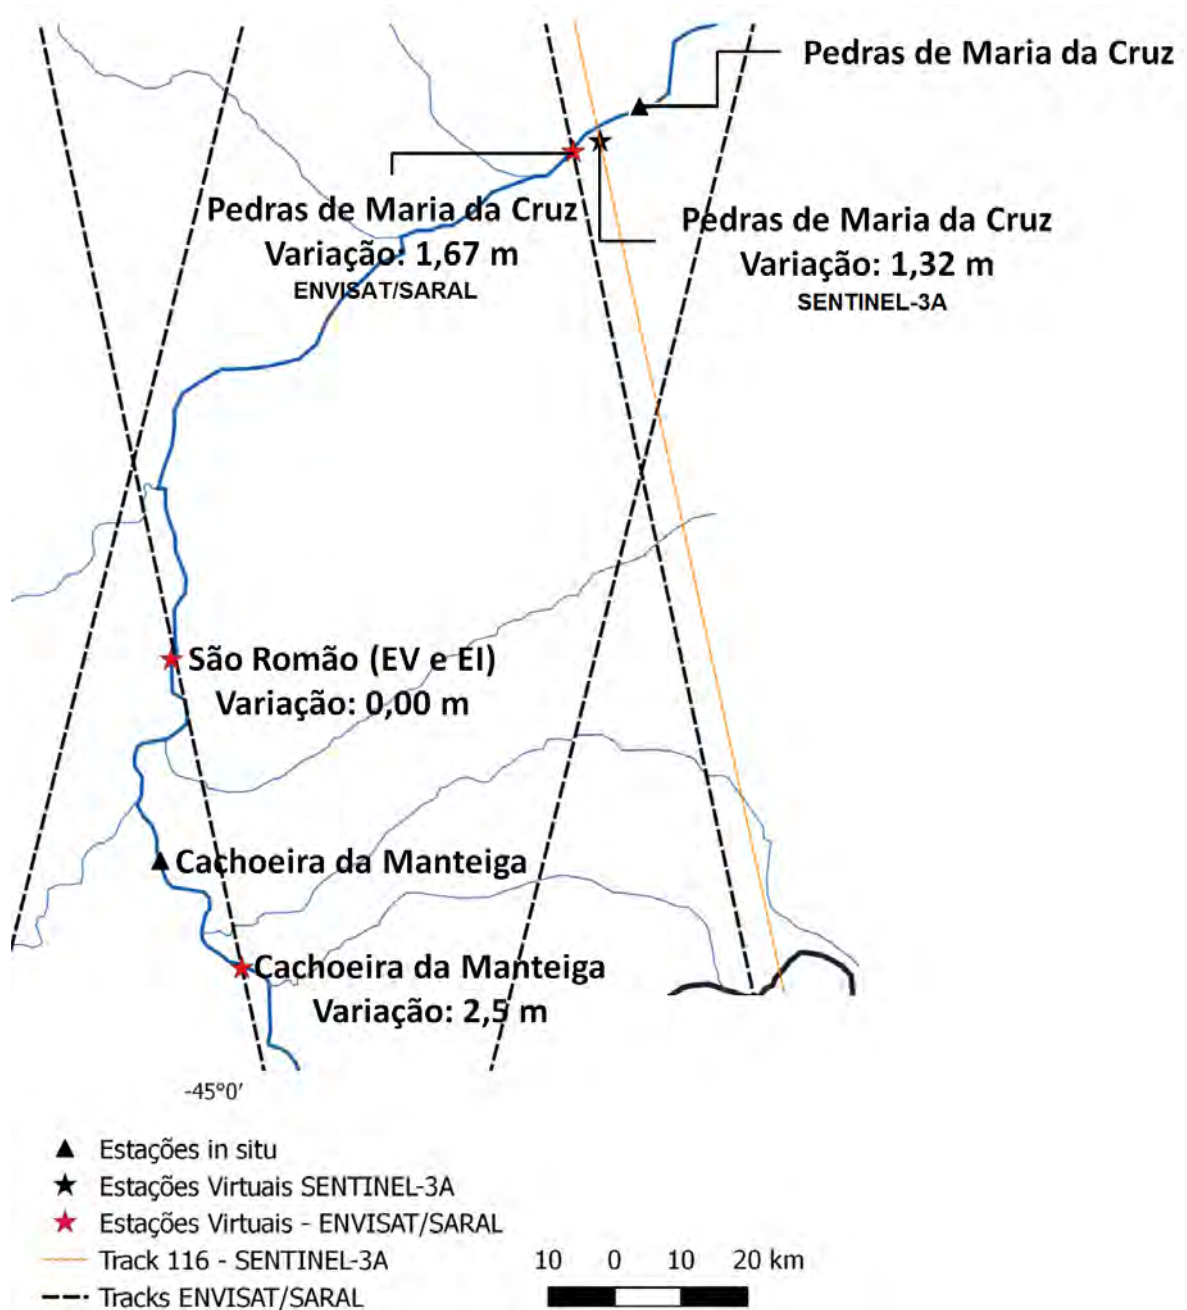 Pedras de Maria da Cruz
Pedras de Maria da Cruz
Variação: 1,67 m
ENVISAT/SARAL
Pedras de Maria da Cruz
Variação: 1,32 m
SENTINEL-3A
São Romão (EV e EI)
Variação: 0,00 m
Cachoeira da Manteiga
Cachoeira da Manteiga
Variação: 2,5 m
-45°0'
Estações in situ
Estações Virtuais SENTINEL-3A
Estações Virtuais - ENVISAT/SARAL
Track 116 - SENTINEL-3A
Tracks ENVISAT/SARAL
10 0 10 20 km